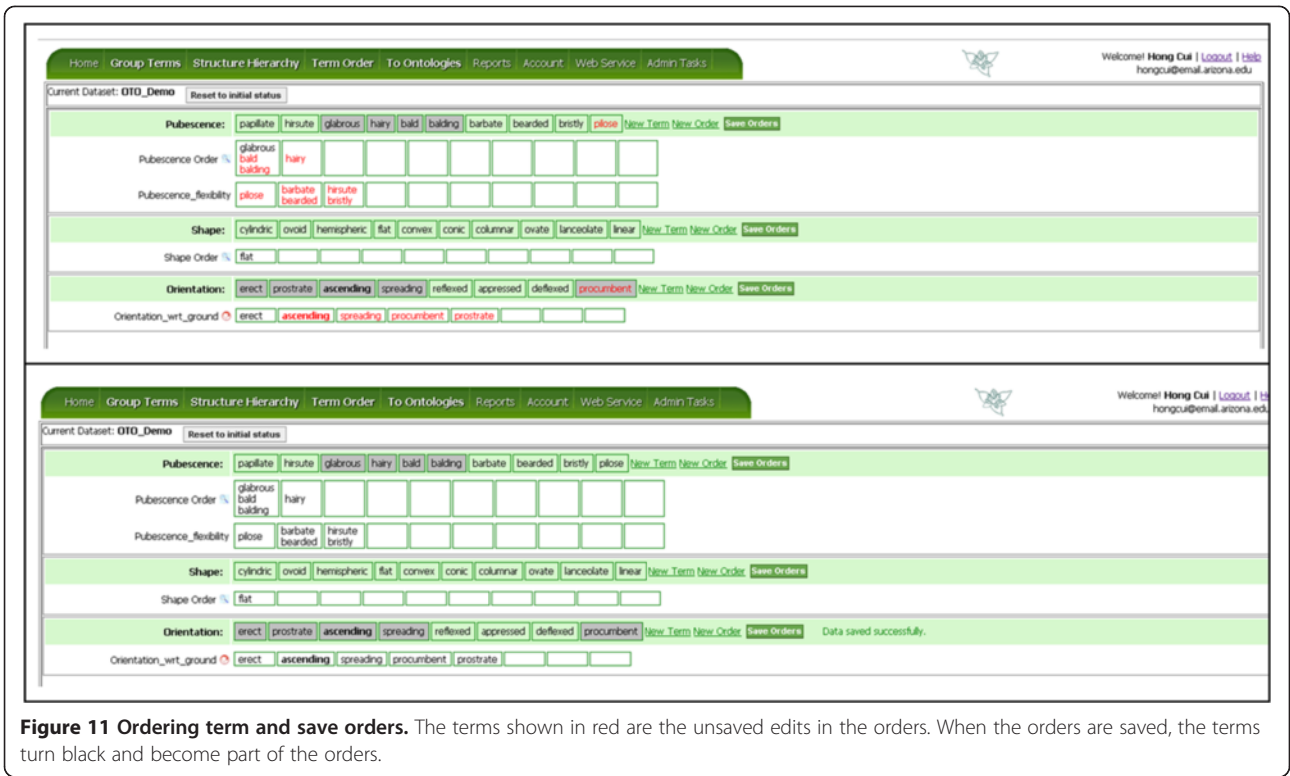 Home Group Terms Structure Hierarchy Term Order To Ontologies Reports Account Web Service Admin Tasks
Welcome! Hong Cui | Logout | Help
hongcui@email.arizona.edu
Current Dataset: OTO_Demo Reset to initial status
Pubescence: papillate hirsute glabrous hairy bald balding barbate bearded bristly pilose New Term New Order Save Orders
Pubescence Order glabrous bald balding hairy
Pubescence_flexibility pilose barbate bearded hirsute bristly
Shape: cylindric ovoid hemispheric flat convex conic columnar ovate lanceolate linear New Term New Order Save Orders
Shape Order flat
Orientation: erect prostrate ascending spreading reflexed appressed deflexed procumbent New Term New Order Save Orders
Orientation_wrt_ground erect ascending spreading procumbent prostrate
Home Group Terms Structure Hierarchy Term Order To Ontologies Reports Account Web Service Admin Tasks
Welcome! Hong Cui | Logout | H
hongcui@email.arizona.edu
Current Dataset: OTO_Demo Reset to initial status
Pubescence: papillate hirsute glabrous hairy bald balding barbate bearded bristly pilose New Term New Order Save Orders
Pubescence Order glabrous bald balding hairy
Pubescence_flexibility pilose barbate bearded hirsute bristly
Shape: cylindric ovoid hemispheric flat convex conic columnar ovate lanceolate linear New Term New Order Save Orders
Shape Order flat
Orientation: erect prostrate ascending spreading reflexed appressed deflexed procumbent New Term New Order Save Orders Data saved successfully.
Orientation_wrt_ground erect ascending spreading procumbent prostrate
Figure 11 Ordering term and save orders. The terms shown in red are the unsaved edits in the orders. When the orders are saved, the terms
turn black and become part of the orders.